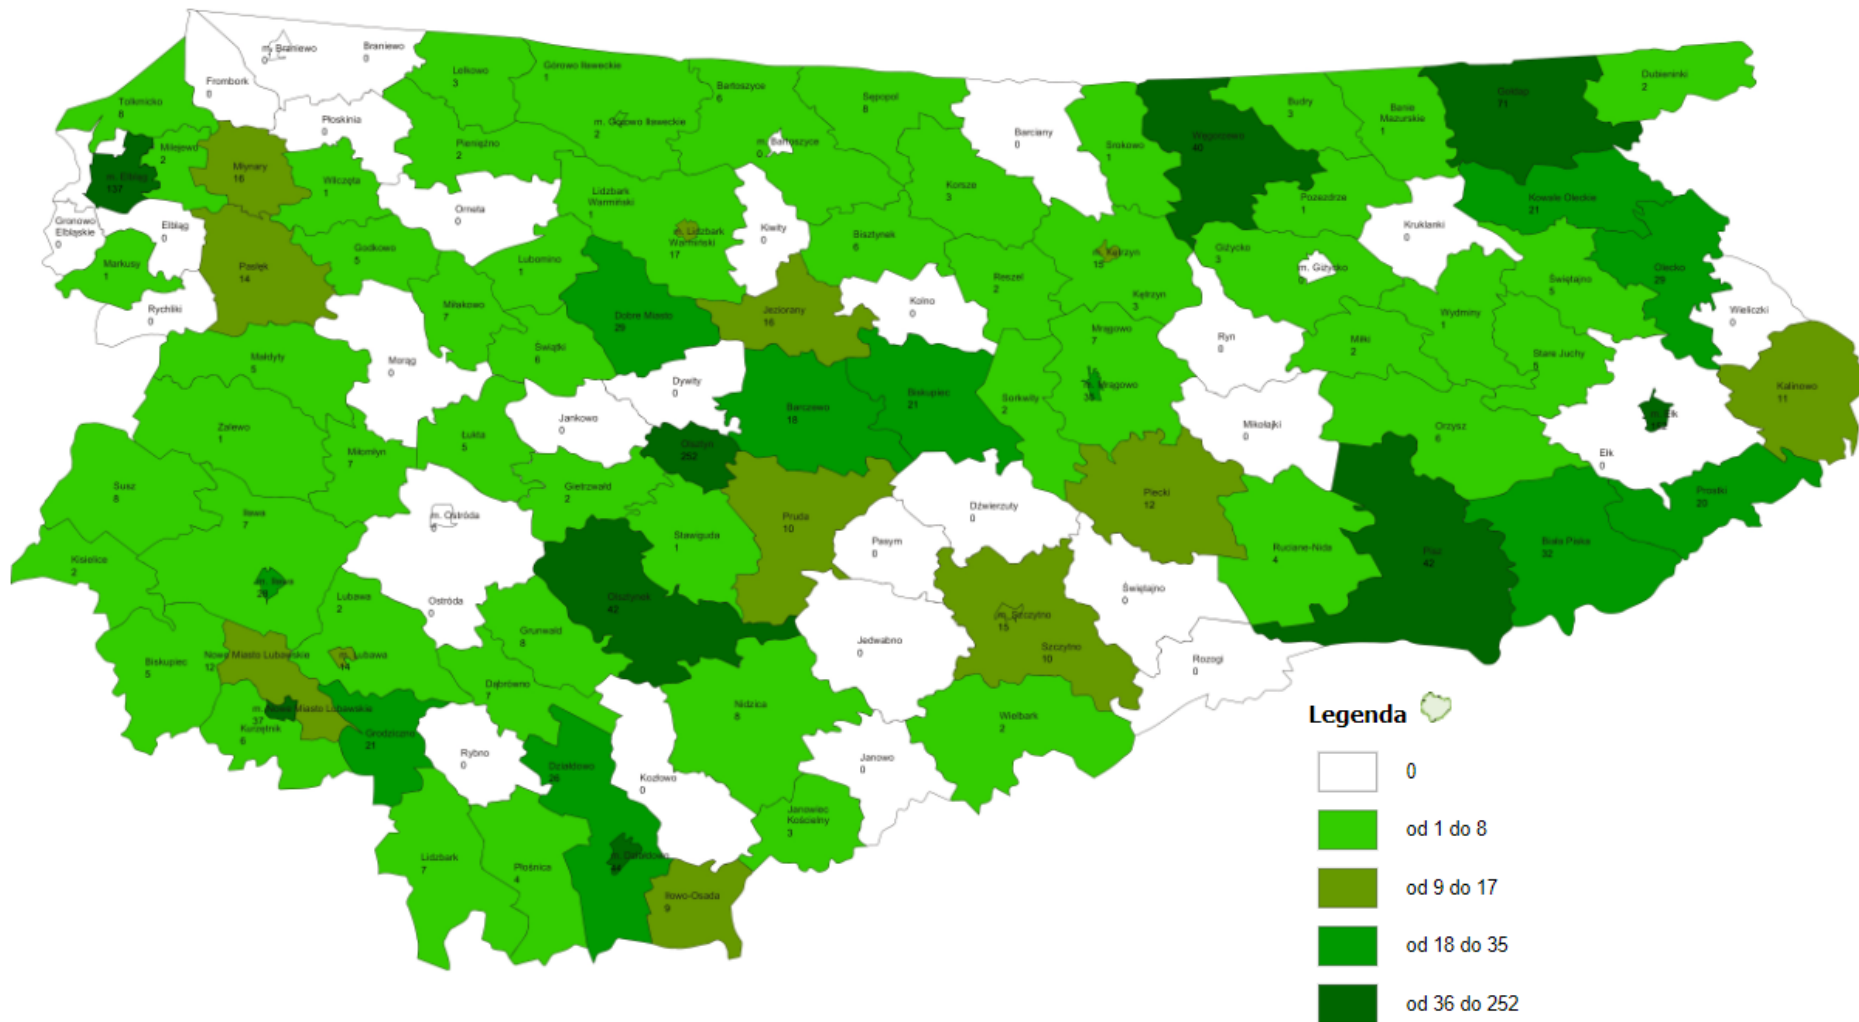 m. Braniewo
0
Braniewo
0
Frombork
0
Lelkowo
3
Górowo Iławeckie
1
Bartoszyce
6
Sępopol
8
Barciany
0
Srokowo
1
Węgorzewo
40
Budry
3
Banie
Mazurskie
1
Gołdap
71
Dubeninki
2
Tolkmicko
8
Płoskinia
0
m. Górowo Iławeckie
2
m. Bartoszyce
0
Milejewo
2
Młynary
16
Wilczęta
1
Pieniężno
2
m. Elbląg
137
Lidzbark
Warmiński
1
Korsze
3
Pozezdrze
1
Kruklanki
0
Kowale Oleckie
21
Orneta
0
Gronowo
Elbląskie
0
Elbląg
0
Markusy
1
Pasłęk
14
Godkowo
5
Lubomino
1
m. Lidzbark
Warmiński
17
Kiwity
0
Bisztynek
6
Reszel
2
m. Kętrzyn
15
Kętrzyn
3
Giżycko
3
m. Giżycko
0
Świętajno
5
Olecko
29
Wieliczki
0
Rychliki
0
Miłakowo
7
Dobre Miasto
29
Jeziorany
16
Kolno
0
Mrągowo
7
Ryn
0
Miłki
2
Wydminy
1
Stare Juchy
5
Małdyty
5
Morąg
0
Świątki
6
Dywity
0
Barczewo
18
Biskupiec
21
Sorkwity
2
m. Mrągowo
Mikołajki
0
Orzysz
6
m. Ełk
Ełk
0
Kalinowo
11
Zalewo
1
Miłomłyn
7
Łukta
5
Jankowo
0
Olsztyn
252
Gietrzwałd
2
Susz
8
Iława
7
m. Ostróda
Stawiguda
1
Pruda
10
Dźwierzuty
0
Piecki
12
Pasym
0
Ruciane-Nida
4
Pisz
42
Biała Piska
32
Prostki
20
Kisielice
2
m. Iława
Lubawa
2
Ostróda
0
Olsztynek
42
Świętajno
0
m. Szczytno
15
Szczytno
10
Jedwabno
0
Rozogi
0
Biskupiec
5
Nowe Miasto Lubawskie
12
m. Lubawa
14
Grunwald
8
Dąbrówno
7
m. Nowe Miasto Lubawskie
37
Kurzętnik
6
Grodziczno
21
Rybno
0
Działdowo
26
Kozłowo
0
Nidzica
8
Janowo
0
Wielbark
2
Janowiec
Kościelny
3
Lidzbark
7
Płośnica
4
m. Działdowo
Iłowo-Osada
9
Legenda
0
od 1 do 8
od 9 do 17
od 18 do 35
od 36 do 252